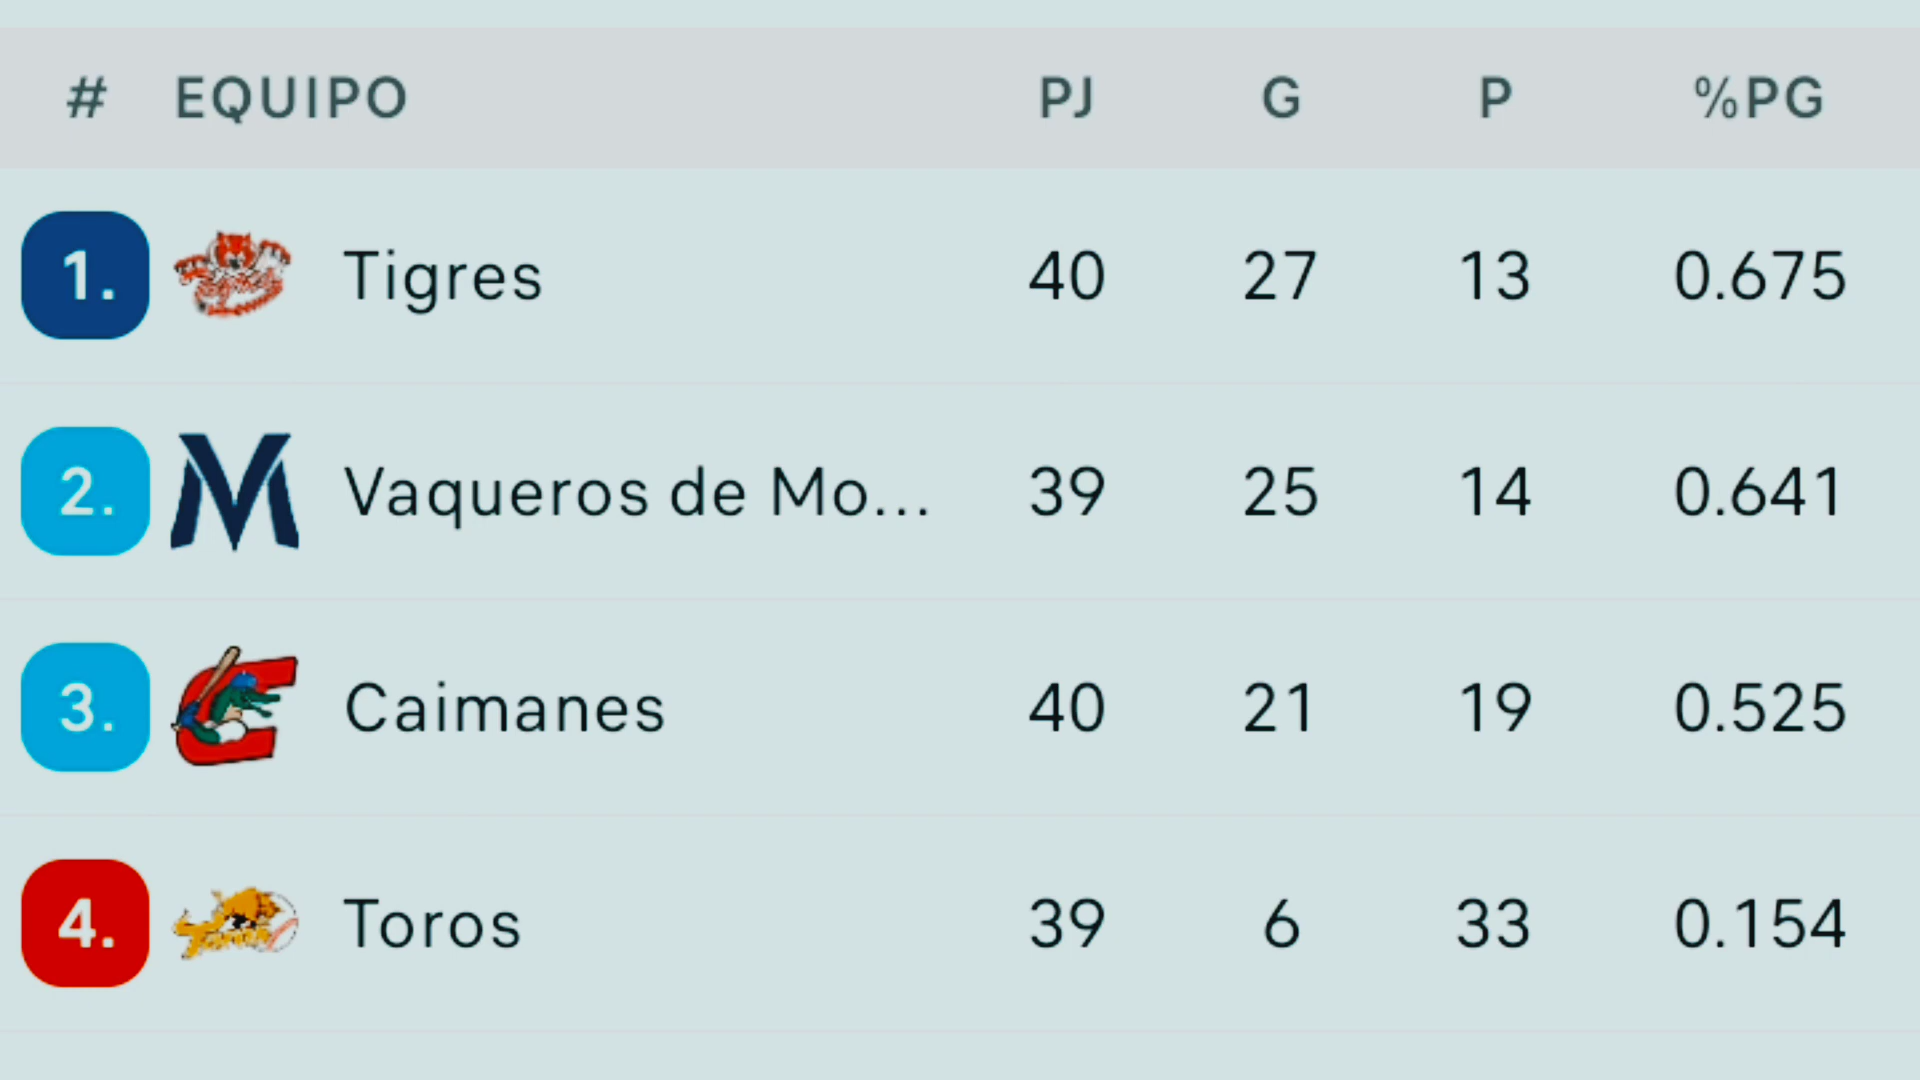 # EQUIPO PJ G P %PG
1. Tigres 40 27 13 0.675
2. Vaqueros de Mo... 39 25 14 0.641
3. Caimanes 40 21 19 0.525
4. Toros 39 6 33 0.154